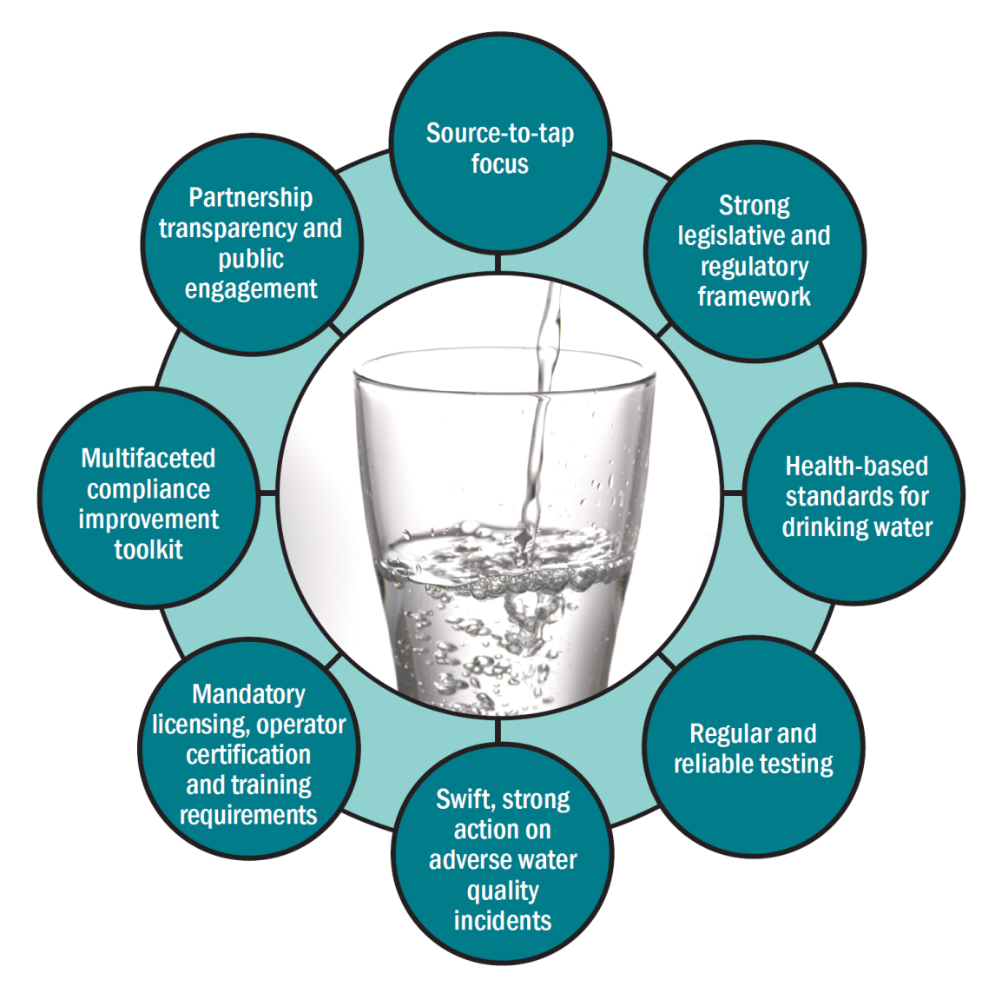 Source-to-tap
focus
Strong
legislative and
regulatory
framework
Health-based
standards for
drinking water
Regular and
reliable testing
Swift, strong
action on
adverse water
quality
incidents
Mandatory
licensing, operator
certification
and training
requirements
Multifaceted
compliance
improvement
toolkit
Partnership
transparency and
public
engagement